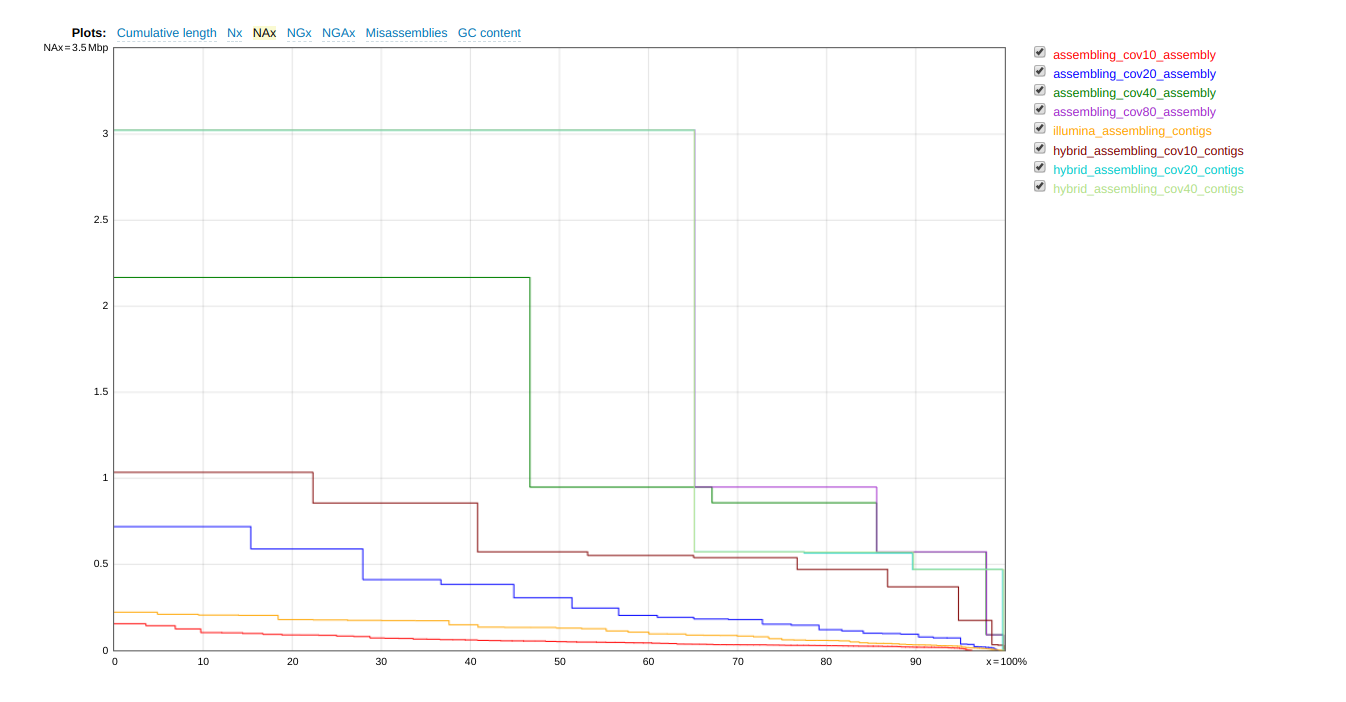 Plots: Cumulative length Nx NAx NGx NGAx Misassemblies GC content
NAx = 3.5 Mbp
3
2.5
2
1.5
1
0.5
0
0 10 20 30 40 50 60 70 80 90 x = 100%
assembling_cov10_assembly
assembling_cov20_assembly
assembling_cov40_assembly
assembling_cov80_assembly
illumina_assembling_contigs
hybrid_assembling_cov10_contigs
hybrid_assembling_cov20_contigs
hybrid_assembling_cov40_contigs